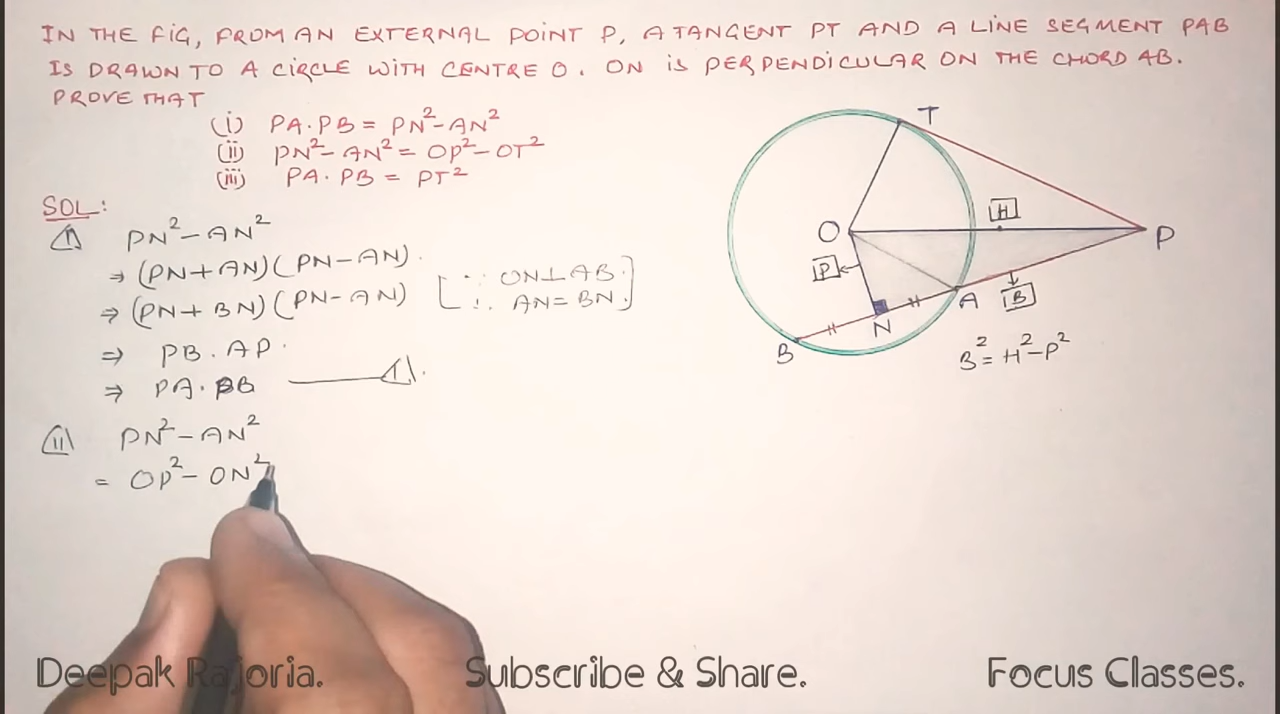 IN THE FIG, FROM AN EXTERNAL POINT P, A TANGENT PT AND A LINE SEGMENT PAB
IS DRAWN TO A CIRCLE WITH CENTRE O. ON is PERPENDICULAR ON THE CHORD AB.
PROVE THAT
(i) PA·PB = PN²-AN²
(ii) PN²-AN² = OP²-OT²
(iii) PA·PB = PT²
SOL:
(i) PN²-AN²
⇒ (PN+AN)(PN-AN).
⇒ (PN+BN)(PN-AN) [∵ ON⊥AB. ∴ AN=BN.]
⇒ PB·AP.
⇒ PA·PB —— (1).
(ii) PN²-AN²
= OP²-ON²
T
H
O
P
P
A
B
N
B
B²=H²-P²
Deepak Rajoria. Subscribe & Share. Focus Classes.